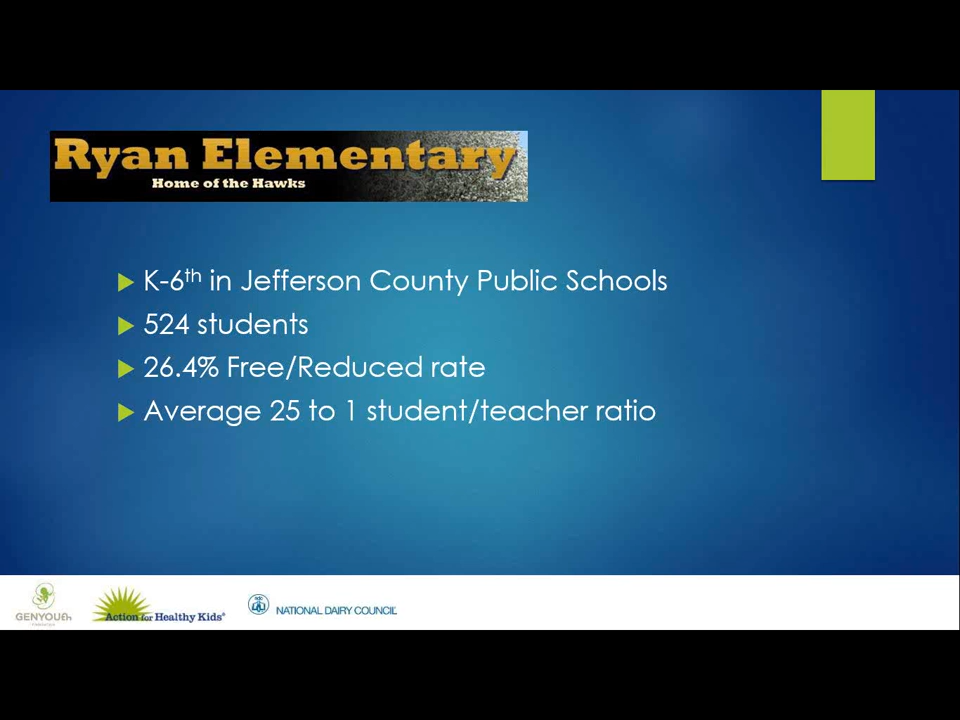 Ryan Elementary
Home of the Hawks
K-6th in Jefferson County Public Schools
524 students
26.4% Free/Reduced rate
Average 25 to 1 student/teacher ratio
GENYOUth
Action for Healthy Kids®
NATIONAL DAIRY COUNCIL